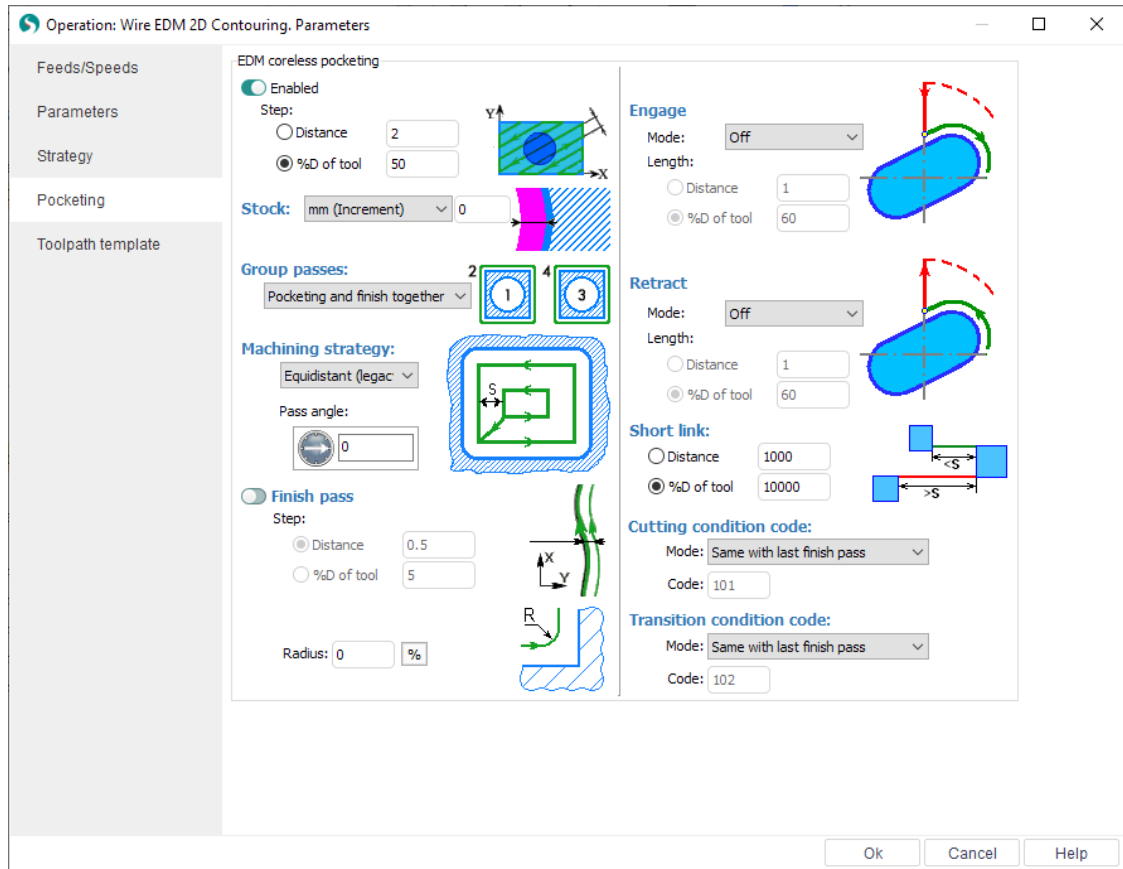 Operation: Wire EDM 2D Contouring. Parameters
Feeds/Speeds
Parameters
Strategy
Pocketing
Toolpath template
EDM coreless pocketing
Enabled
Step:
Distance 2
%D of tool 50
Y
X
Stock: mm (Increment) 0
Group passes:
Pocketing and finish together
2 1 4 3
Machining strategy:
Equidistant (legac
S
Pass angle:
0
Finish pass
Step:
Distance 0.5
%D of tool 5
X
Y
R
Radius: 0 %
Engage
Mode: Off
Length:
Distance 1
%D of tool 60
Retract
Mode: Off
Length:
Distance 1
%D of tool 60
Short link:
Distance 1000
%D of tool 10000
<S
>S
Cutting condition code:
Mode: Same with last finish pass
Code: 101
Transition condition code:
Mode: Same with last finish pass
Code: 102
Ok Cancel Help